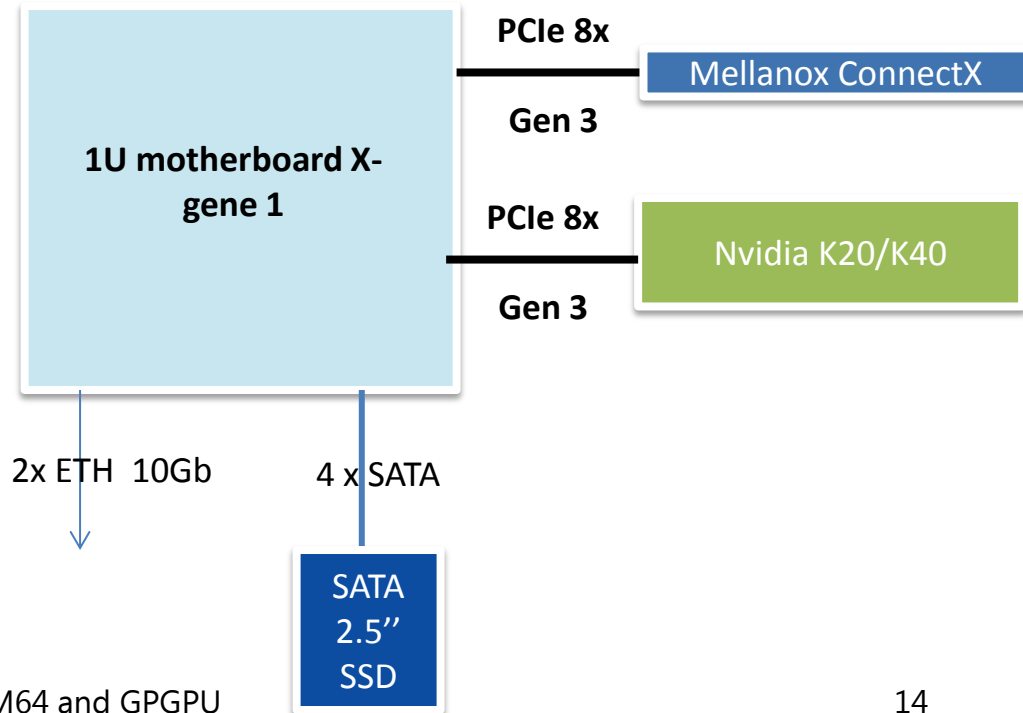 PCIe 8x
Mellanox ConnectX
Gen 3
1U motherboard X-
gene 1
PCIe 8x
Nvidia K20/K40
Gen 3
2x ETH 10Gb
4 x SATA
SATA
2.5’’
SSD
M64 and GPGPU
14